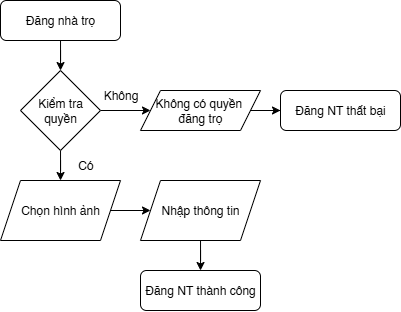 Đăng nhà trọ
Kiểm tra
quyền
Không
Không có quyền
đăng trọ
Đăng NT thất bại
Có
Chọn hình ảnh
Nhập thông tin
Đăng NT thành công